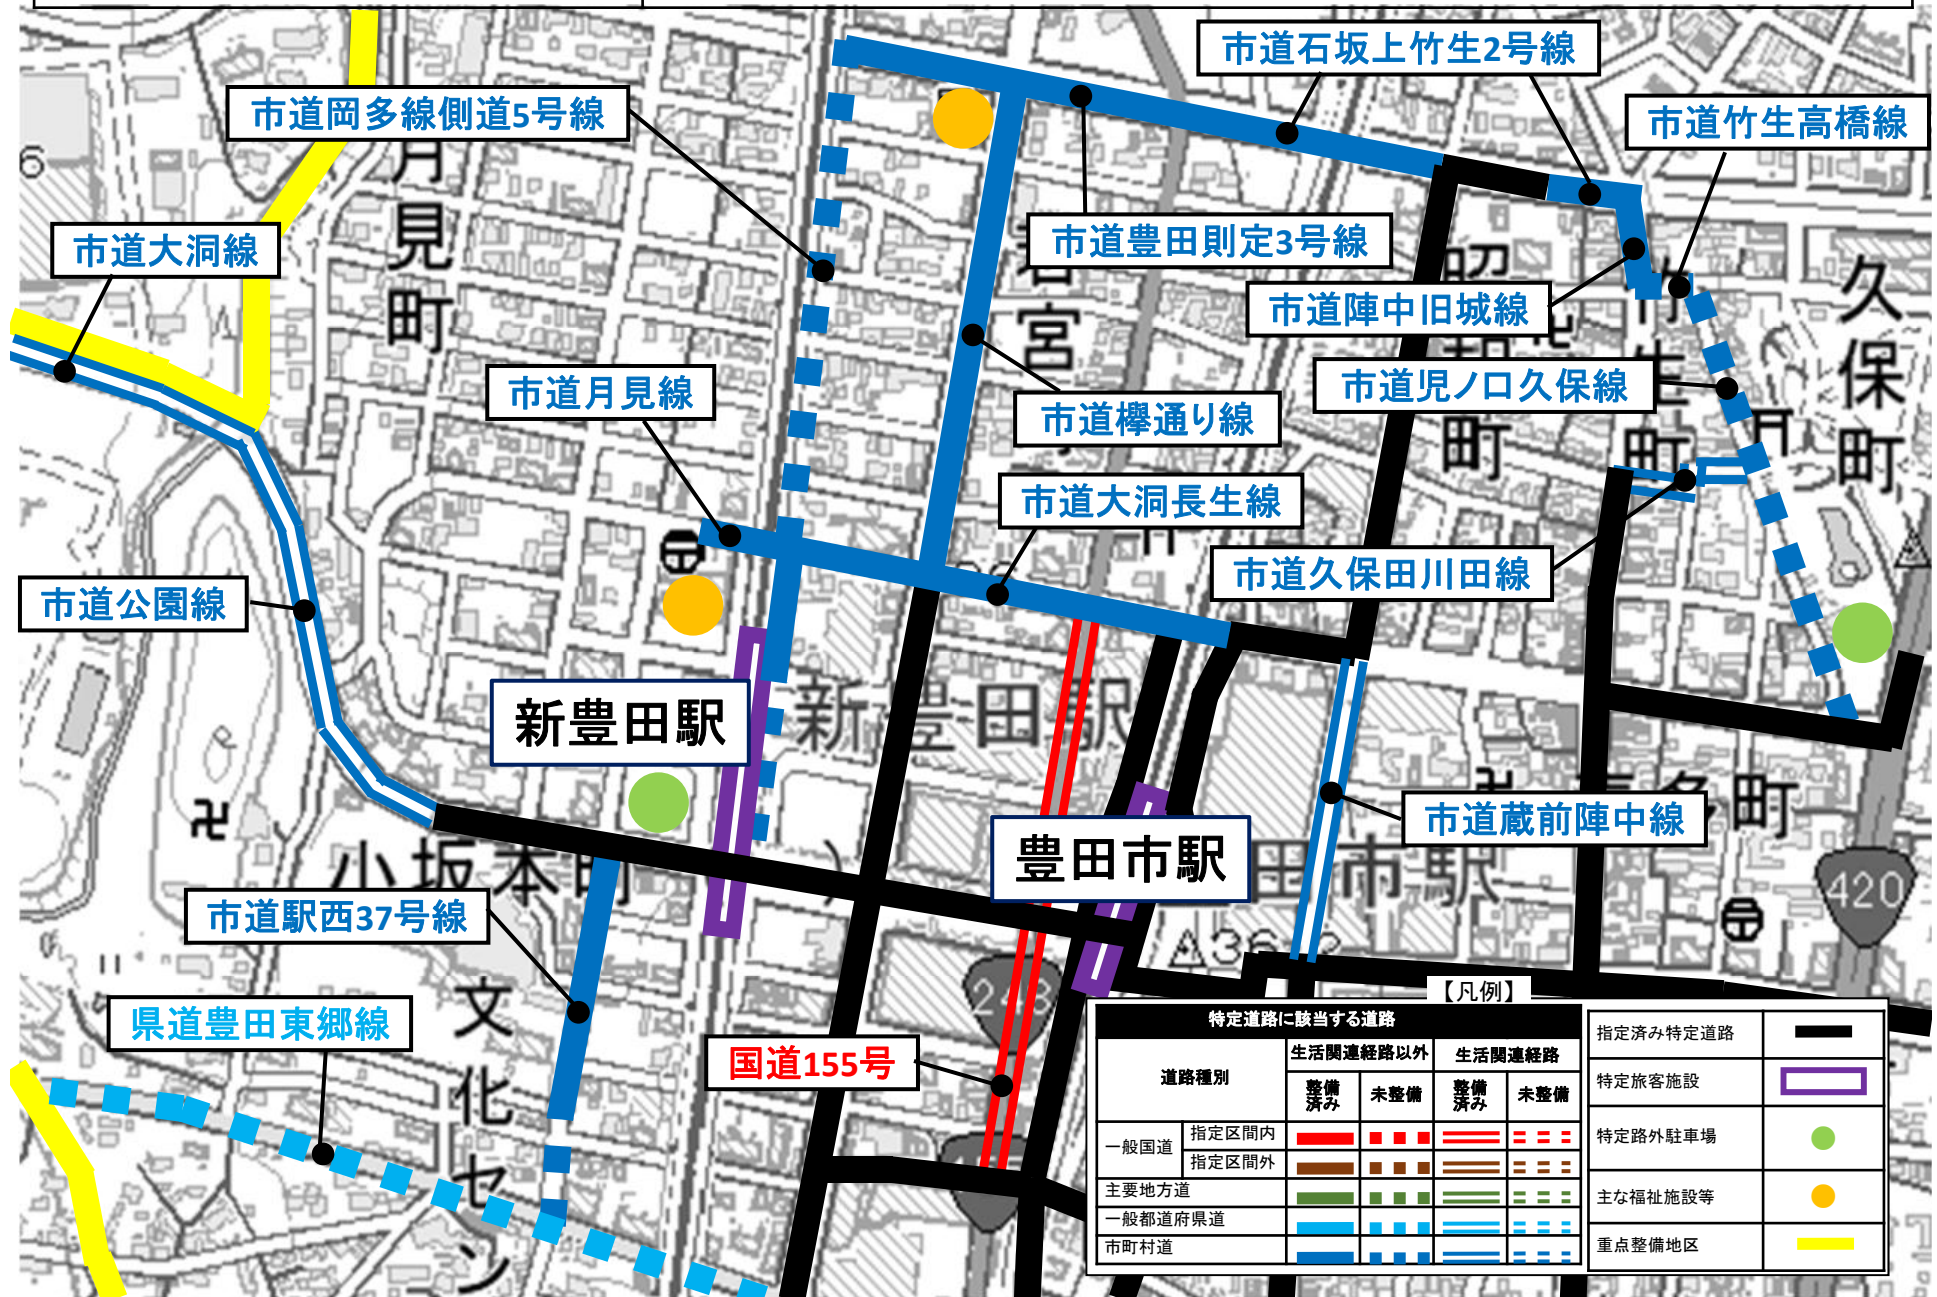 市道石坂上竹生2号線
市道岡多線側道5号線
市道竹生高橋線
月見町
市道大洞線
市道豊田則定3号線
若宮
昭和町
竹生町
久保町
市道陣中旧城線
市道児ノ口久保線
市道月見線
市道欅通り線
市道大洞長生線
市道久保田川田線
市道公園線
新豊田駅
新豊田駅
市道蔵前陣中線
多町
豊田市駅
田市駅
小坂本町
420
市道駅西37号線
36
248
文化セン
県道豊田東郷線
国道155号
【凡例】
特定道路に該当する道路
道路種別
生活関連経路以外
生活関連経路
整備済み
未整備
整備済み
未整備
一般国道
指定区間内
指定区間外
主要地方道
一般都道府県道
市町村道
指定済み特定道路
特定旅客施設
特定路外駐車場
主な福祉施設等
重点整備地区